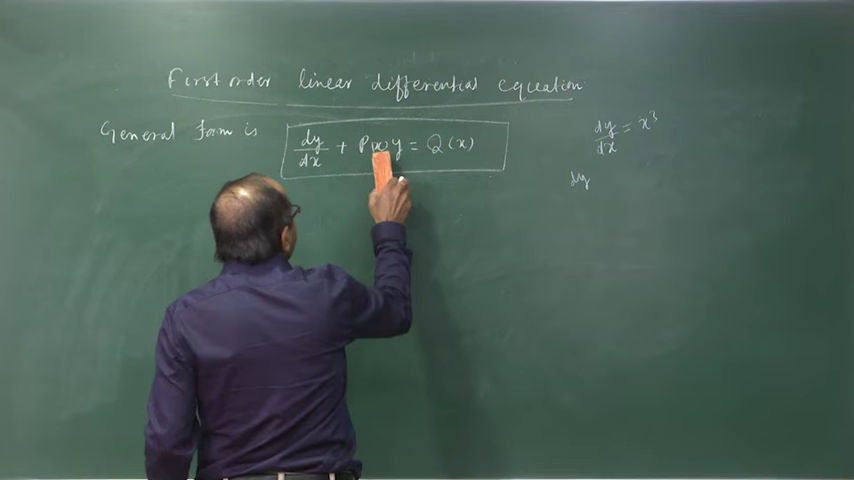 First order linear differential equation
General form is dy/dx + P(x) y = Q(x)
dy/dx = x³
dy